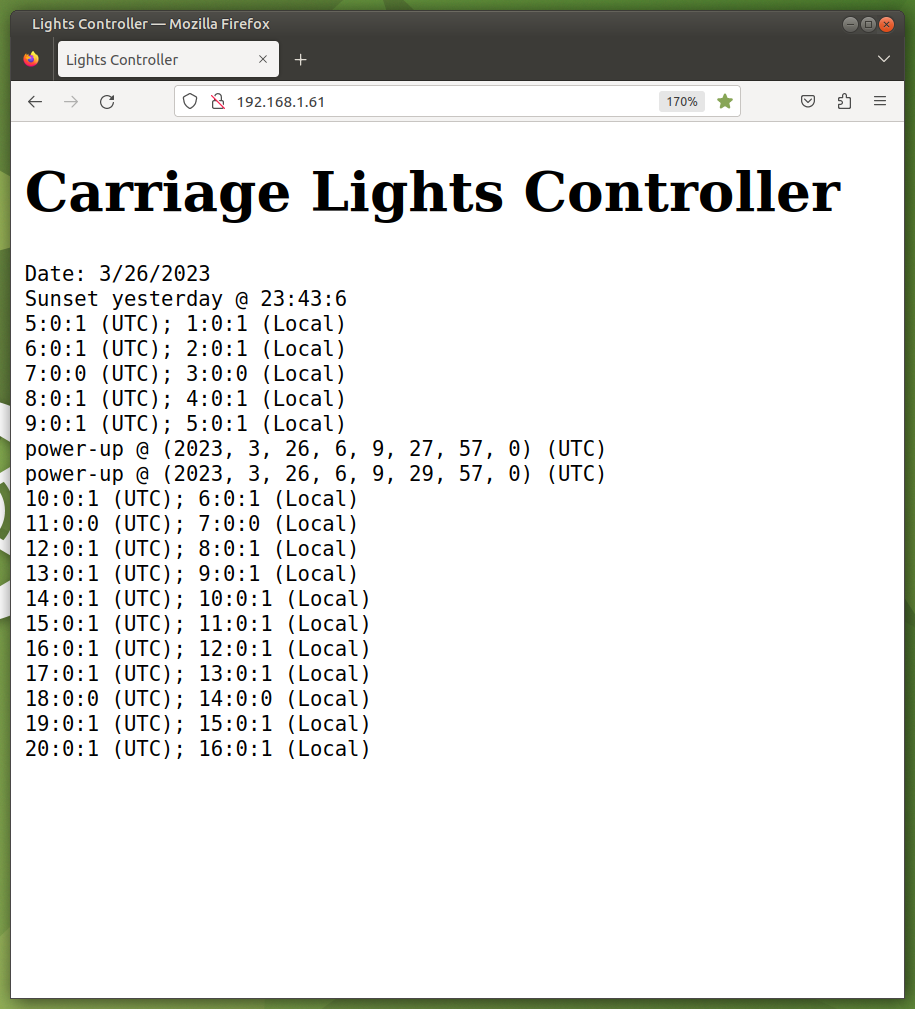 Lights Controller — Mozilla Firefox
Lights Controller
192.168.1.61
170%
Carriage Lights Controller
Date: 3/26/2023
Sunset yesterday @ 23:43:6
5:0:1 (UTC); 1:0:1 (Local)
6:0:1 (UTC); 2:0:1 (Local)
7:0:0 (UTC); 3:0:0 (Local)
8:0:1 (UTC); 4:0:1 (Local)
9:0:1 (UTC); 5:0:1 (Local)
power-up @ (2023, 3, 26, 6, 9, 27, 57, 0) (UTC)
power-up @ (2023, 3, 26, 6, 9, 29, 57, 0) (UTC)
10:0:1 (UTC); 6:0:1 (Local)
11:0:0 (UTC); 7:0:0 (Local)
12:0:1 (UTC); 8:0:1 (Local)
13:0:1 (UTC); 9:0:1 (Local)
14:0:1 (UTC); 10:0:1 (Local)
15:0:1 (UTC); 11:0:1 (Local)
16:0:1 (UTC); 12:0:1 (Local)
17:0:1 (UTC); 13:0:1 (Local)
18:0:0 (UTC); 14:0:0 (Local)
19:0:1 (UTC); 15:0:1 (Local)
20:0:1 (UTC); 16:0:1 (Local)